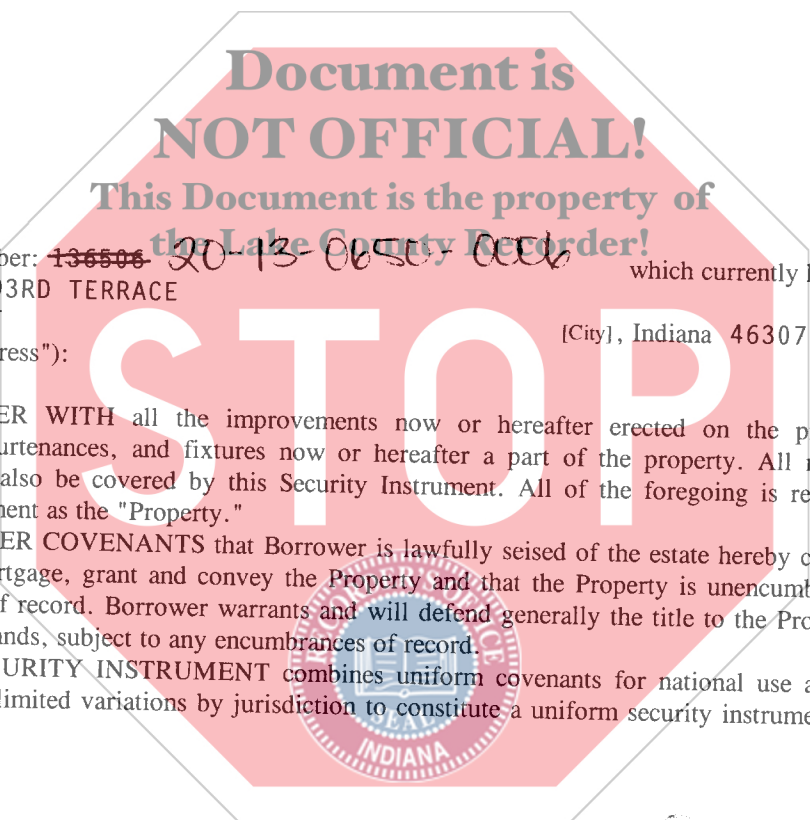 Document is
NOT OFFICIAL!
This Document is the property of
the Lake County Recorder!
ber: 136506 20-13-0650-0006 which currently
93RD TERRACE
[City], Indiana 46307
ress"):
STOP
ER WITH all the improvements now or hereafter erected on the p
urtenances, and fixtures now or hereafter a part of the property. All
also be covered by this Security Instrument. All of the foregoing is re
ment as the "Property."
ER COVENANTS that Borrower is lawfully seised of the estate hereby c
rtgage, grant and convey the Property and that the Property is unencumb
f record. Borrower warrants and will defend generally the title to the Pro
ands, subject to any encumbrances of record.
URITY INSTRUMENT combines uniform covenants for national use a
limited variations by jurisdiction to constitute a uniform security instrume
RECORDER'S OFFICE
SEAL
INDIANA